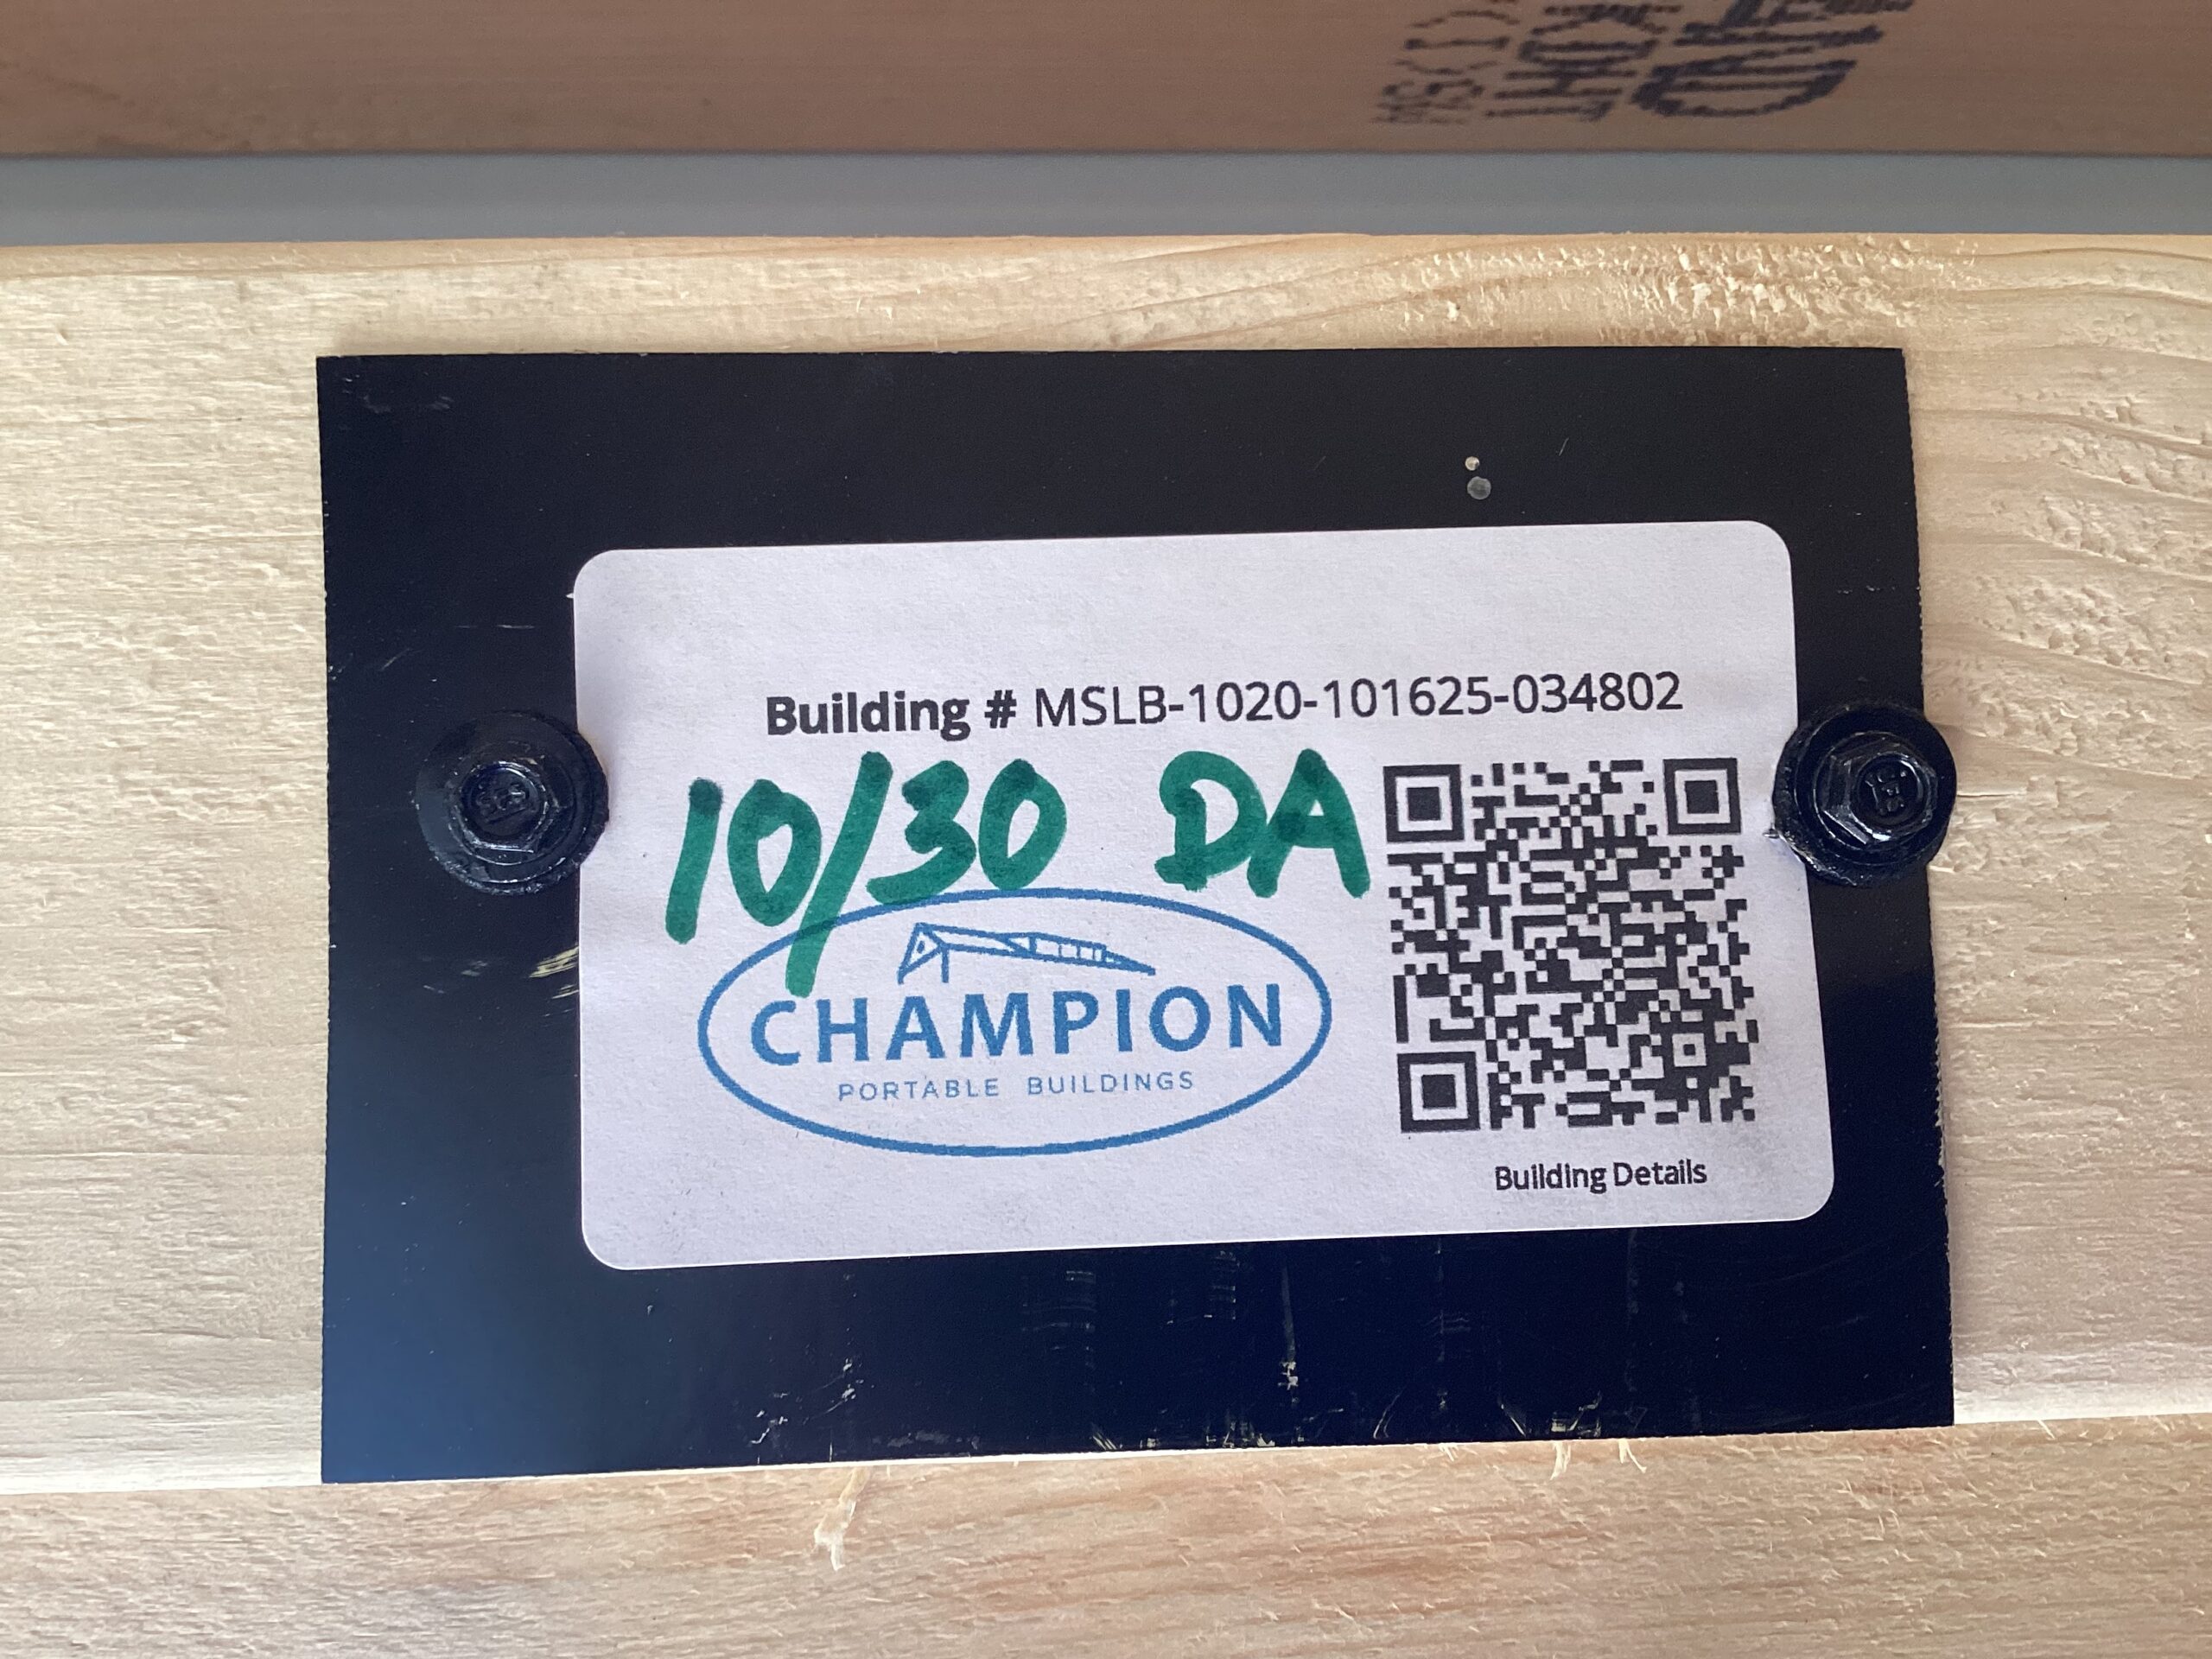 Building # MSLB-1020-101625-034802
10/30 DA
CHAMPION
PORTABLE BUILDINGS
Building Details